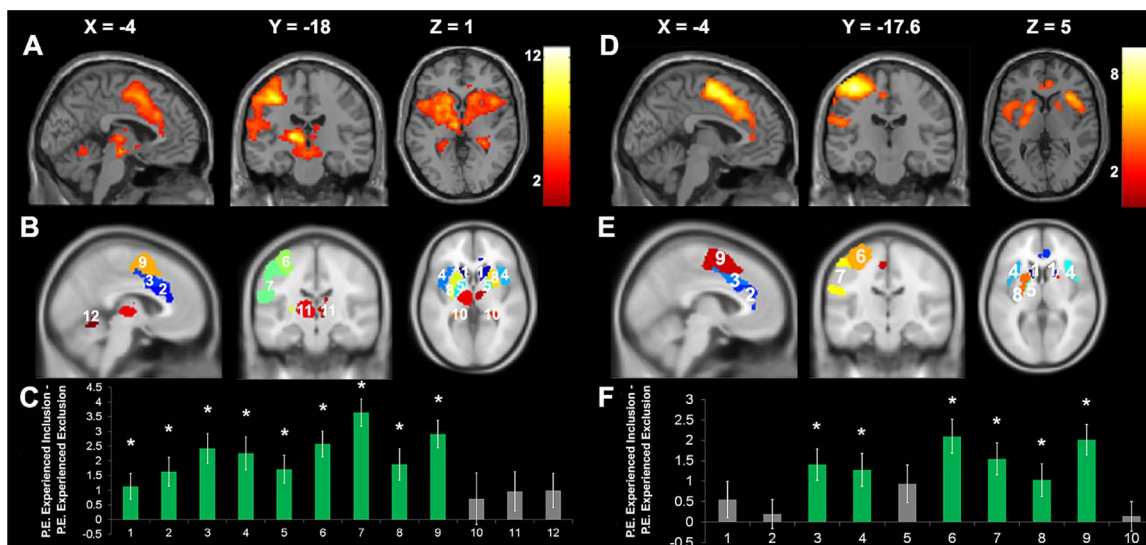 X = -4 Y = -18 Z = 1
A
12
2
B
9
3
2
12
6
7
11 11
4 1 1 4
8 5 5 8
10 10
C
P.E. Experienced Inclusion -
P.E. Experienced Exclusion
4.5
4
3.5
3
2.5
2
1.5
1
0.5
0
-0.5
* * * * * * * * *
1 2 3 4 5 6 7 8 9 10 11 12
X = -4 Y = -17.6 Z = 5
D
8
2
E
9
3
2
6
7
4 1 1 4
5
8
F
P.E. Experienced Inclusion -
P.E. Experienced Exclusion
3
2.5
2
1.5
1
0.5
0
-0.5
* * * * * *
1 2 3 4 5 6 7 8 9 10